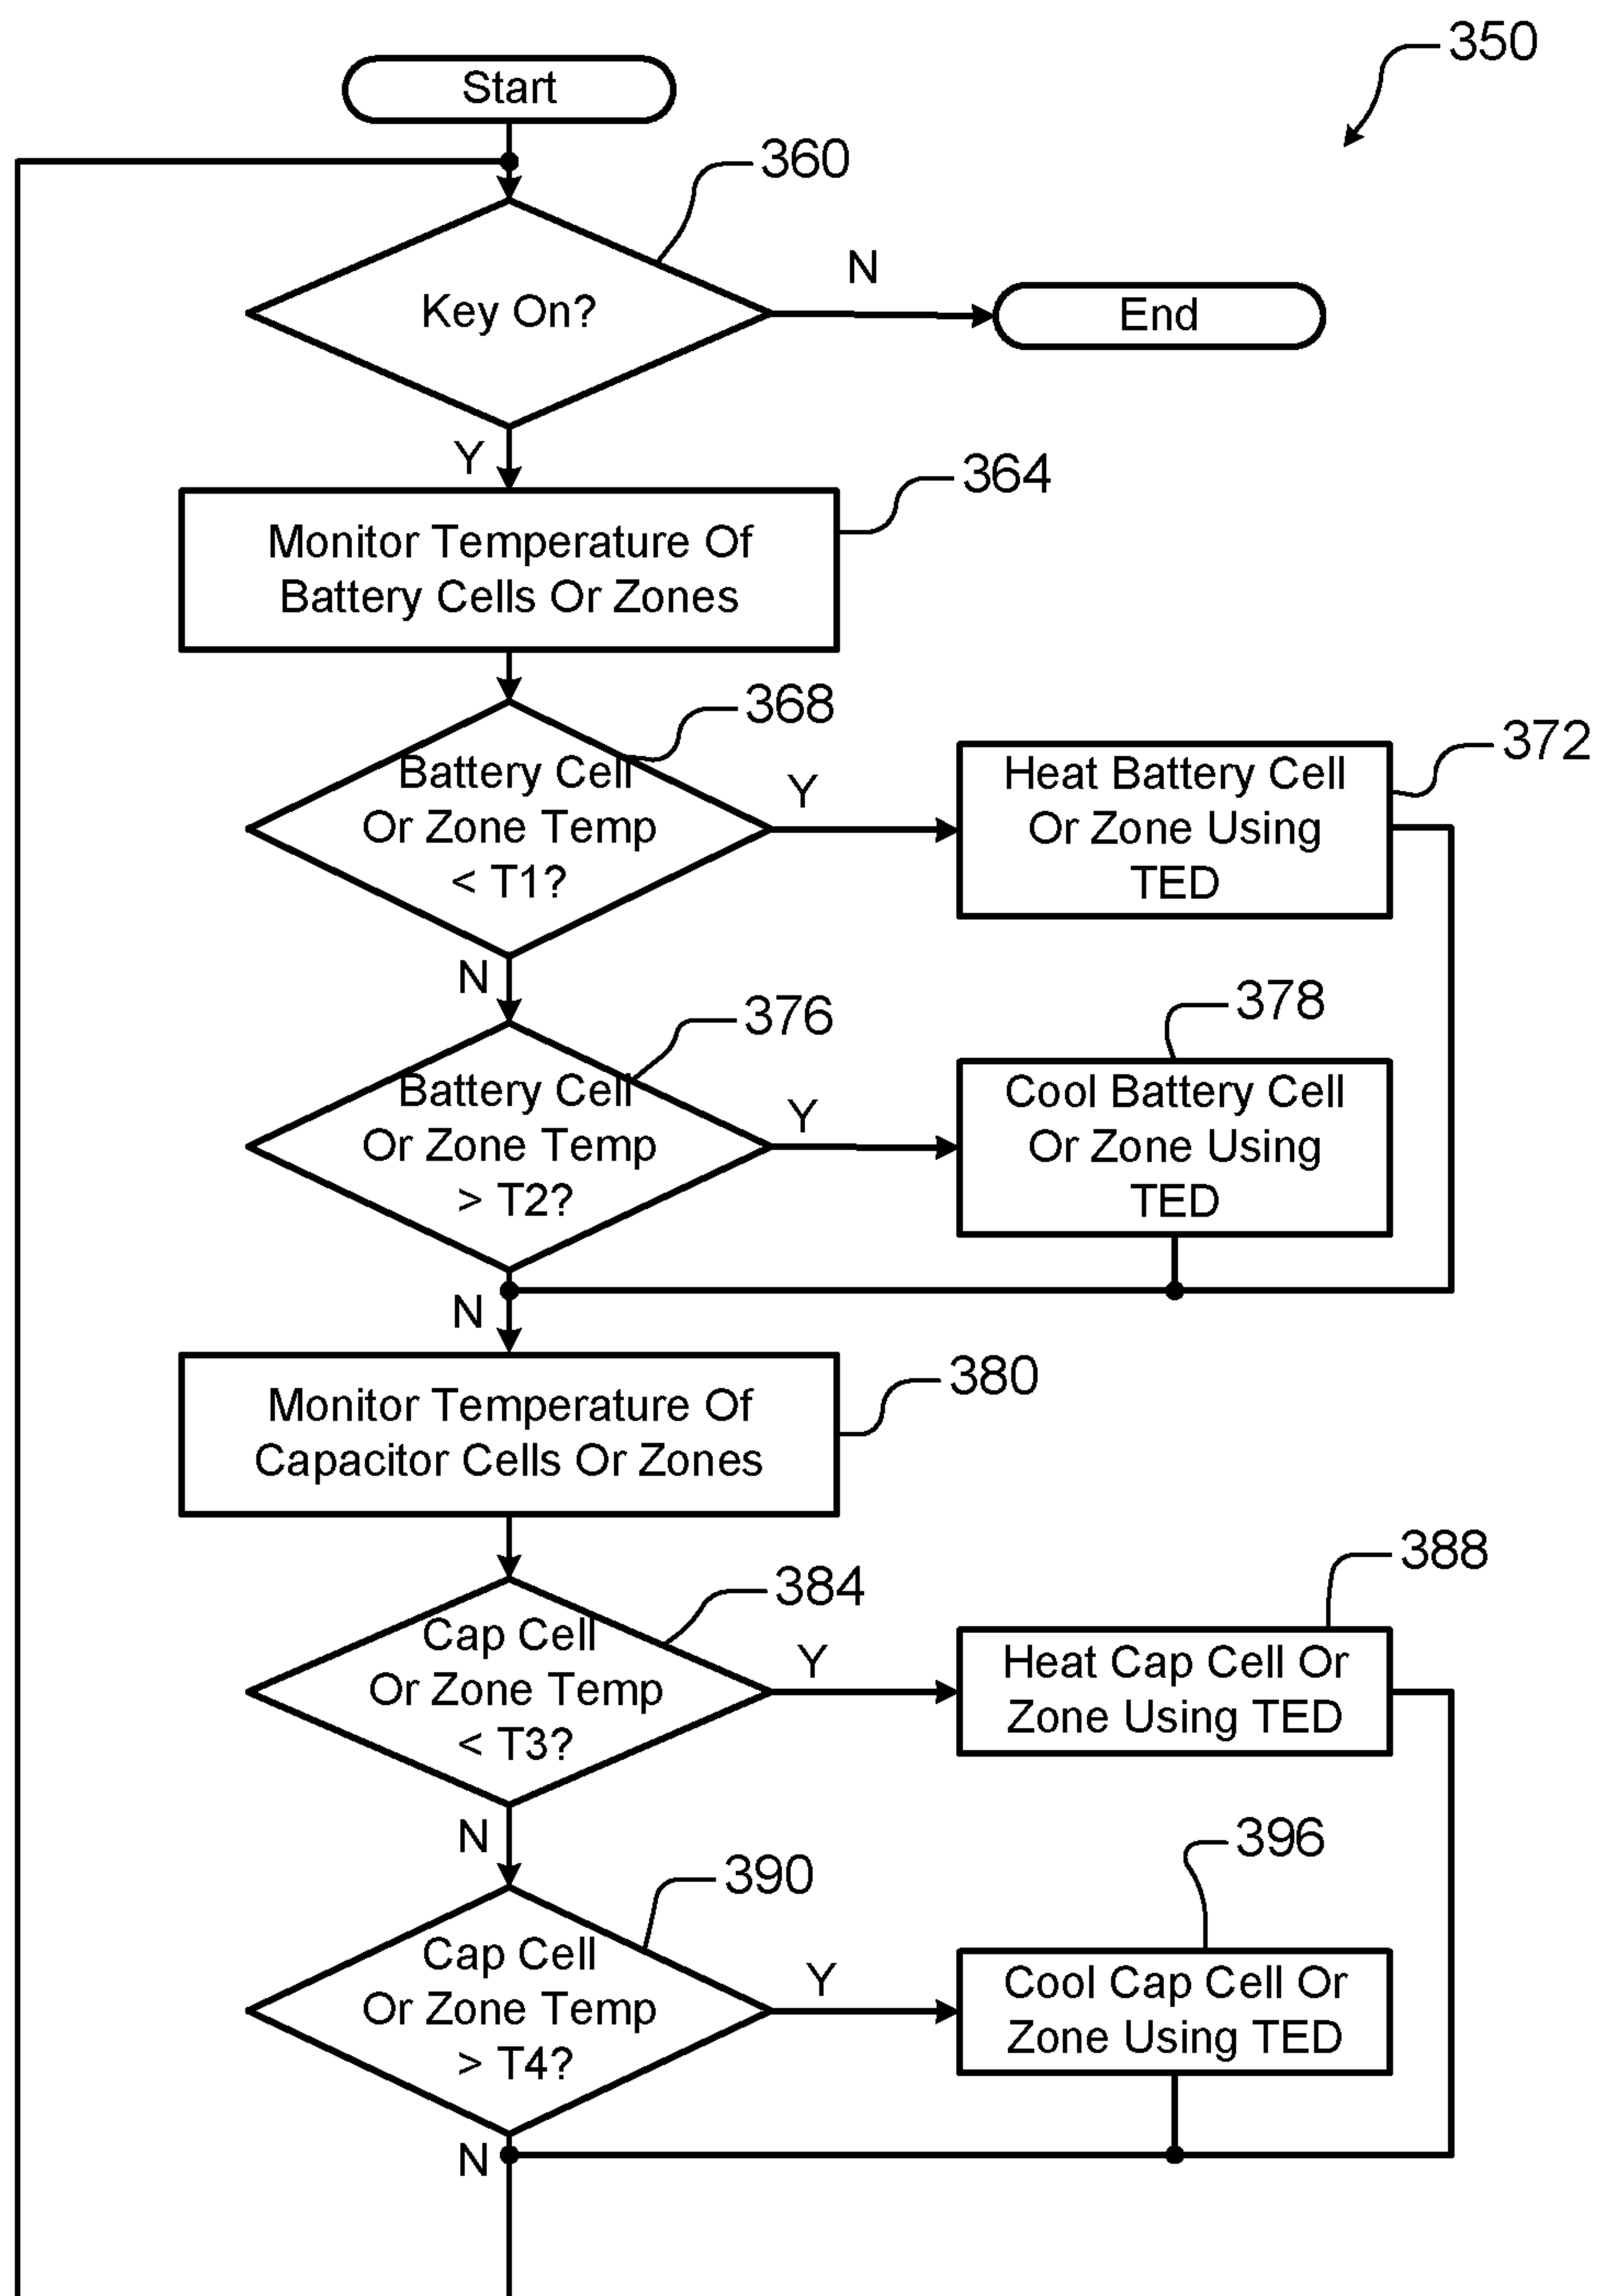 350
Start
360
Key On?
N
End
Y
364
Monitor Temperature Of
Battery Cells Or Zones
368
Battery Cell
Or Zone Temp
< T1?
Y
372
Heat Battery Cell
Or Zone Using
TED
N
376
Battery Cell
Or Zone Temp
> T2?
Y
378
Cool Battery Cell
Or Zone Using
TED
N
380
Monitor Temperature Of
Capacitor Cells Or Zones
384
Cap Cell
Or Zone Temp
< T3?
Y
388
Heat Cap Cell Or
Zone Using TED
N
390
Cap Cell
Or Zone Temp
> T4?
Y
396
Cool Cap Cell Or
Zone Using TED
N